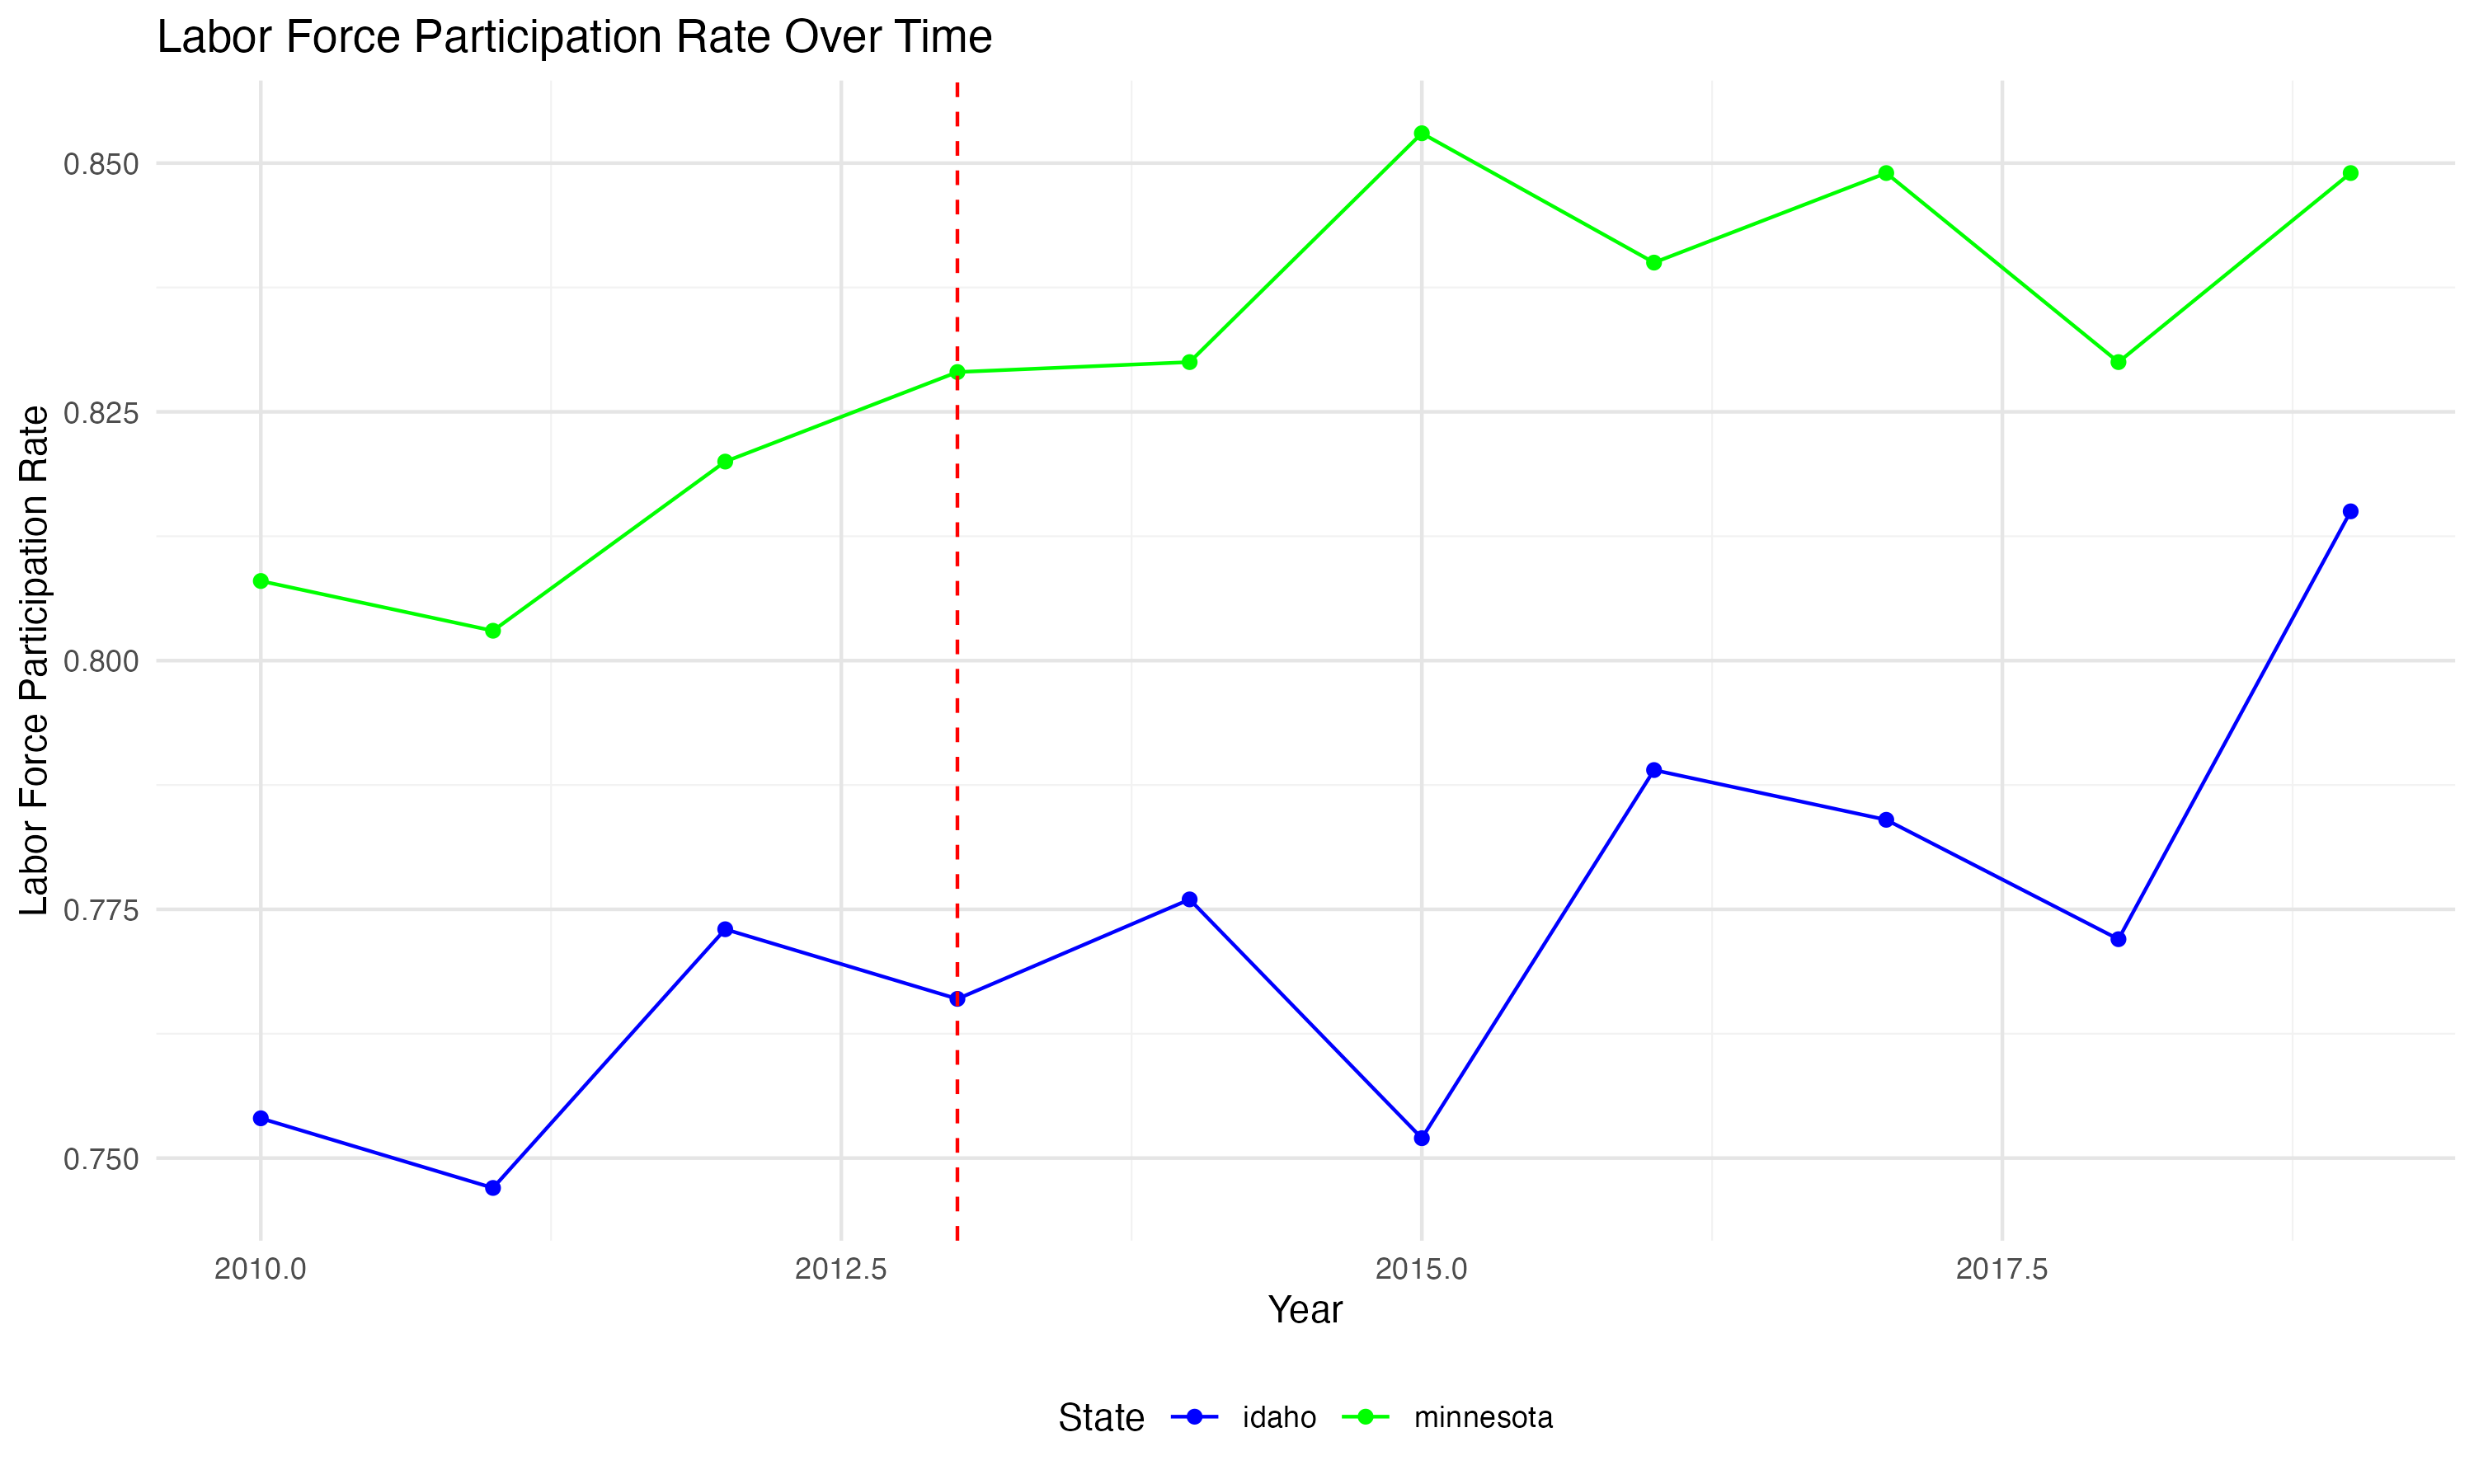 Labor Force Participation Rate Over Time
Labor Force Participation Rate
0.850
0.825
0.800
0.775
0.750
2010.0 2012.5 2015.0 2017.5
Year
State idaho minnesota